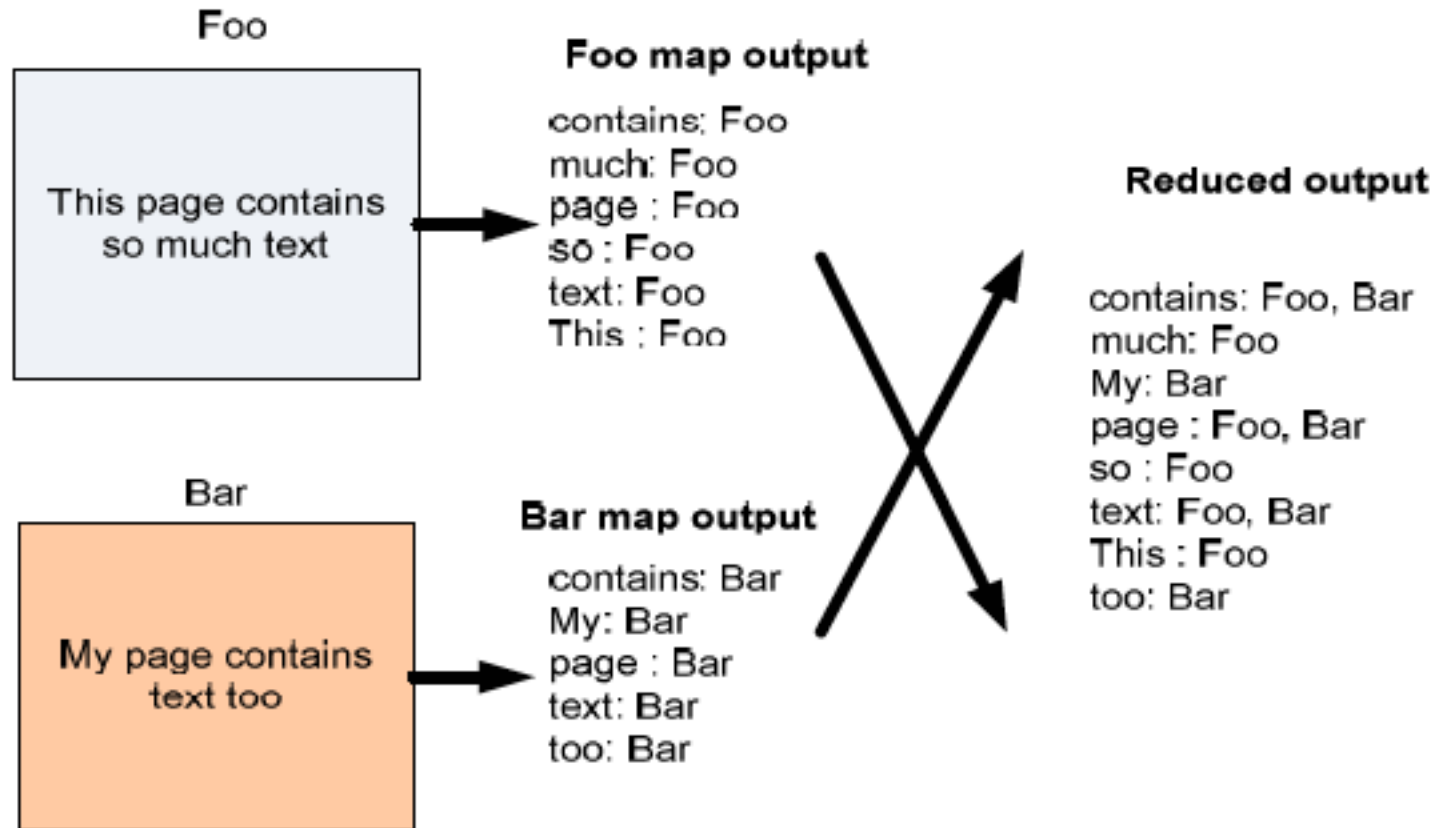 Foo
This page contains
so much text
Foo map output
contains: Foo
much: Foo
page : Foo
so : Foo
text: Foo
This : Foo
Bar
My page contains
text too
Bar map output
contains: Bar
My: Bar
page : Bar
text: Bar
too: Bar
Reduced output
contains: Foo, Bar
much: Foo
My: Bar
page : Foo, Bar
so : Foo
text: Foo, Bar
This : Foo
too: Bar